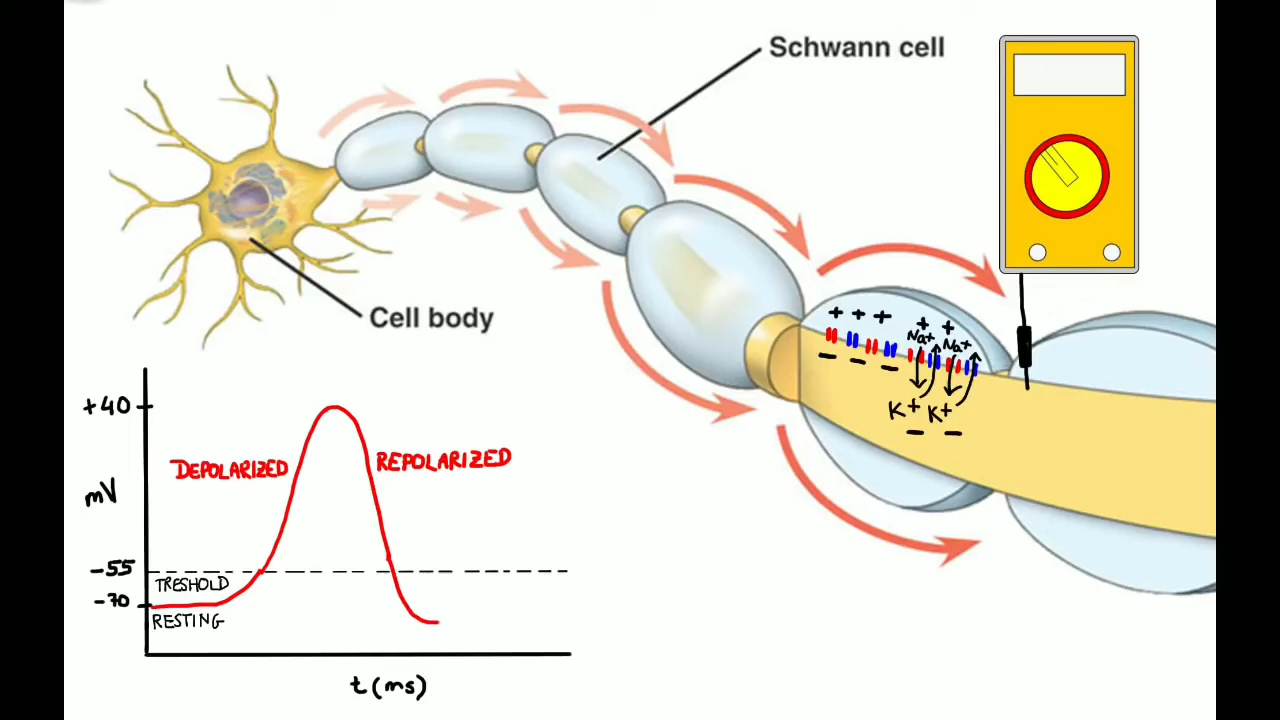 Schwann cell
Cell body
+ + + + +
Na+ Na+
K+ K+
+40
DEPOLARIZED
REPOLARIZED
mV
-55
TRESHOLD
-70
RESTING
t (ms)